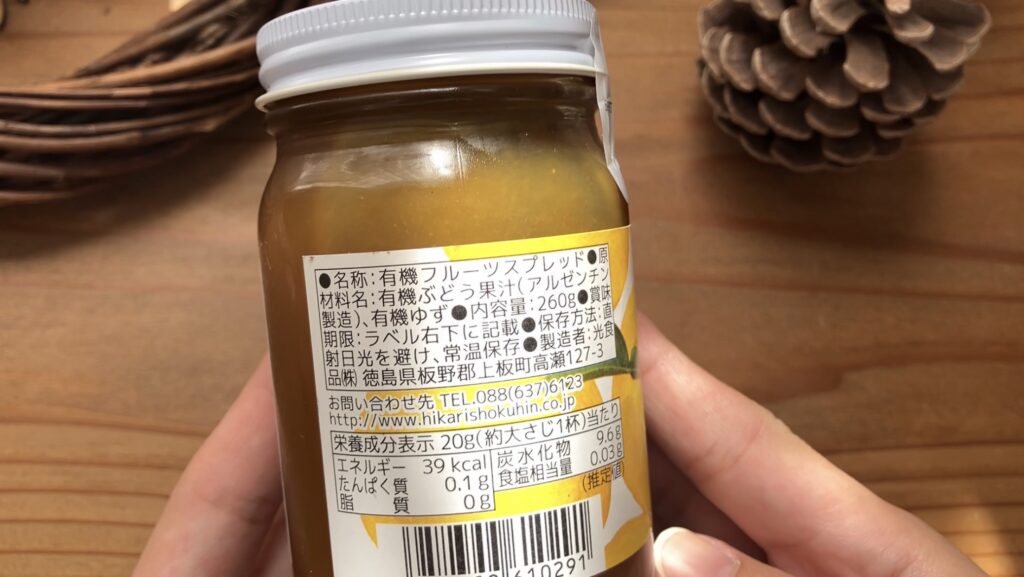 ●名称:有機フルーツスプレッド●原
材料名:有機ぶどう果汁(アルゼンチン
製造)、有機ゆず●内容量:260g●賞味
期限:ラベル右下に記載●保存方法:直
射日光を避け、常温保存●製造者:光食
品㈱ 徳島県板野郡上板町高瀬127-3
お問い合わせ先 TEL.088(637)6123
http://www.hikarishokuhin.co.jp
栄養成分表示 20g(約大さじ1杯)当たり
エネルギー 39 kcal
たんぱく質 0.1 g
脂質 0 g
炭水化物 9.6 g
食塩相当量 0.03 g
(推定値
610291